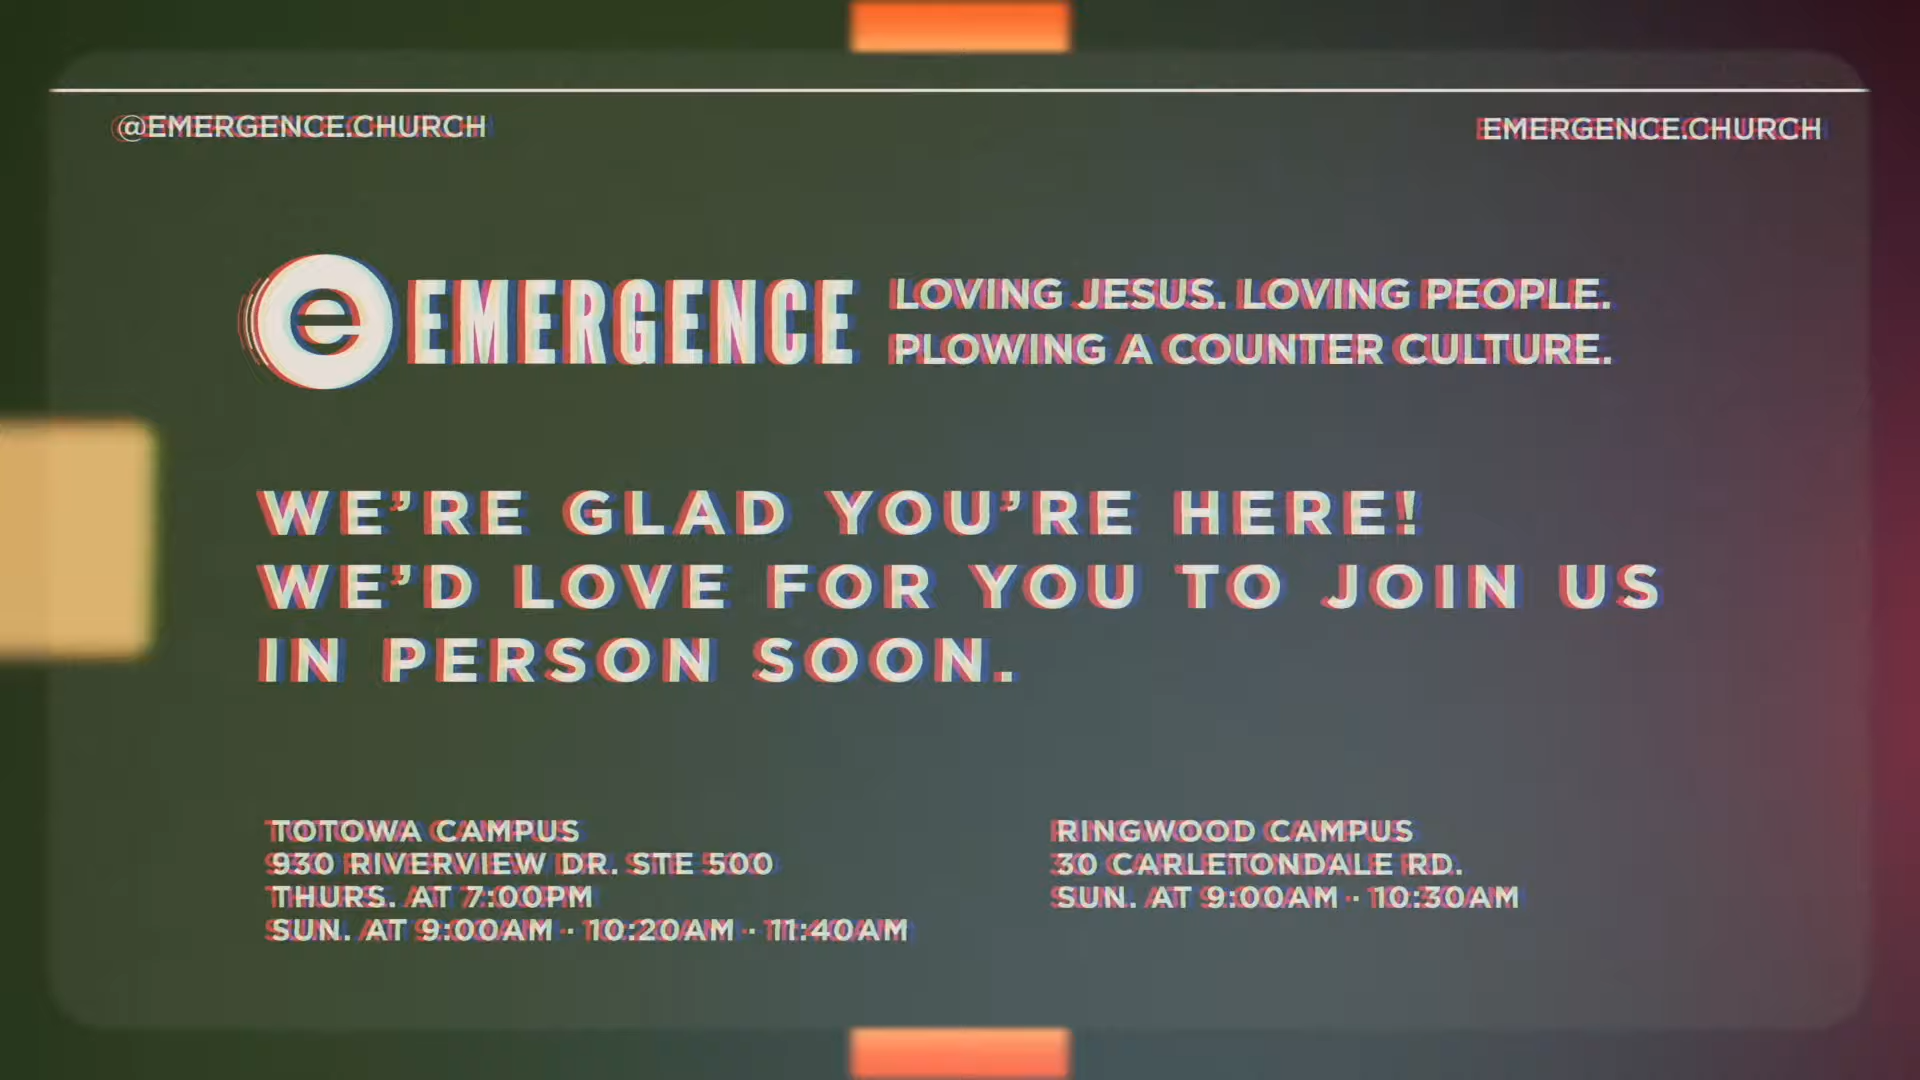 @EMERGENCE.CHURCH
EMERGENCE.CHURCH
e EMERGENCE
LOVING JESUS. LOVING PEOPLE.
PLOWING A COUNTER CULTURE.
WE’RE GLAD YOU’RE HERE!
WE’D LOVE FOR YOU TO JOIN US
IN PERSON SOON.
TOTOWA CAMPUS
930 RIVERVIEW DR. STE 500
THURS. AT 7:00PM
SUN. AT 9:00AM · 10:20AM · 11:40AM
RINGWOOD CAMPUS
30 CARLETONDALE RD.
SUN. AT 9:00AM · 10:30AM